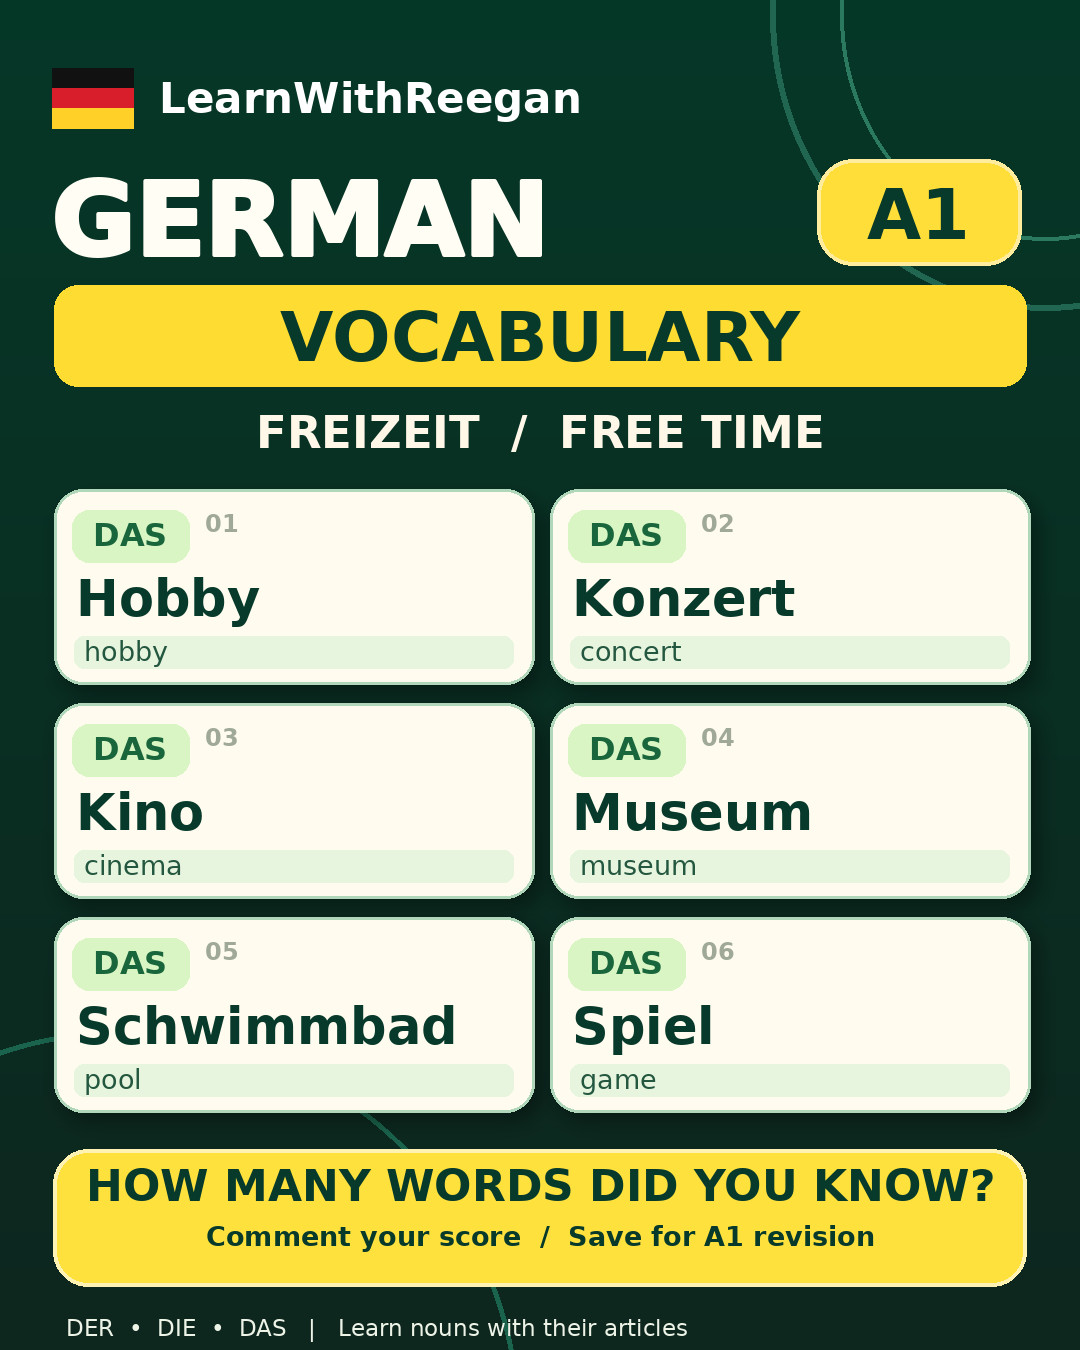 LearnWithReegan
GERMAN
A1
VOCABULARY
FREIZEIT / FREE TIME
DAS 01
Hobby
hobby
DAS 02
Konzert
concert
DAS 03
Kino
cinema
DAS 04
Museum
museum
DAS 05
Schwimmbad
pool
DAS 06
Spiel
game
HOW MANY WORDS DID YOU KNOW?
Comment your score / Save for A1 revision
DER • DIE • DAS | Learn nouns with their articles